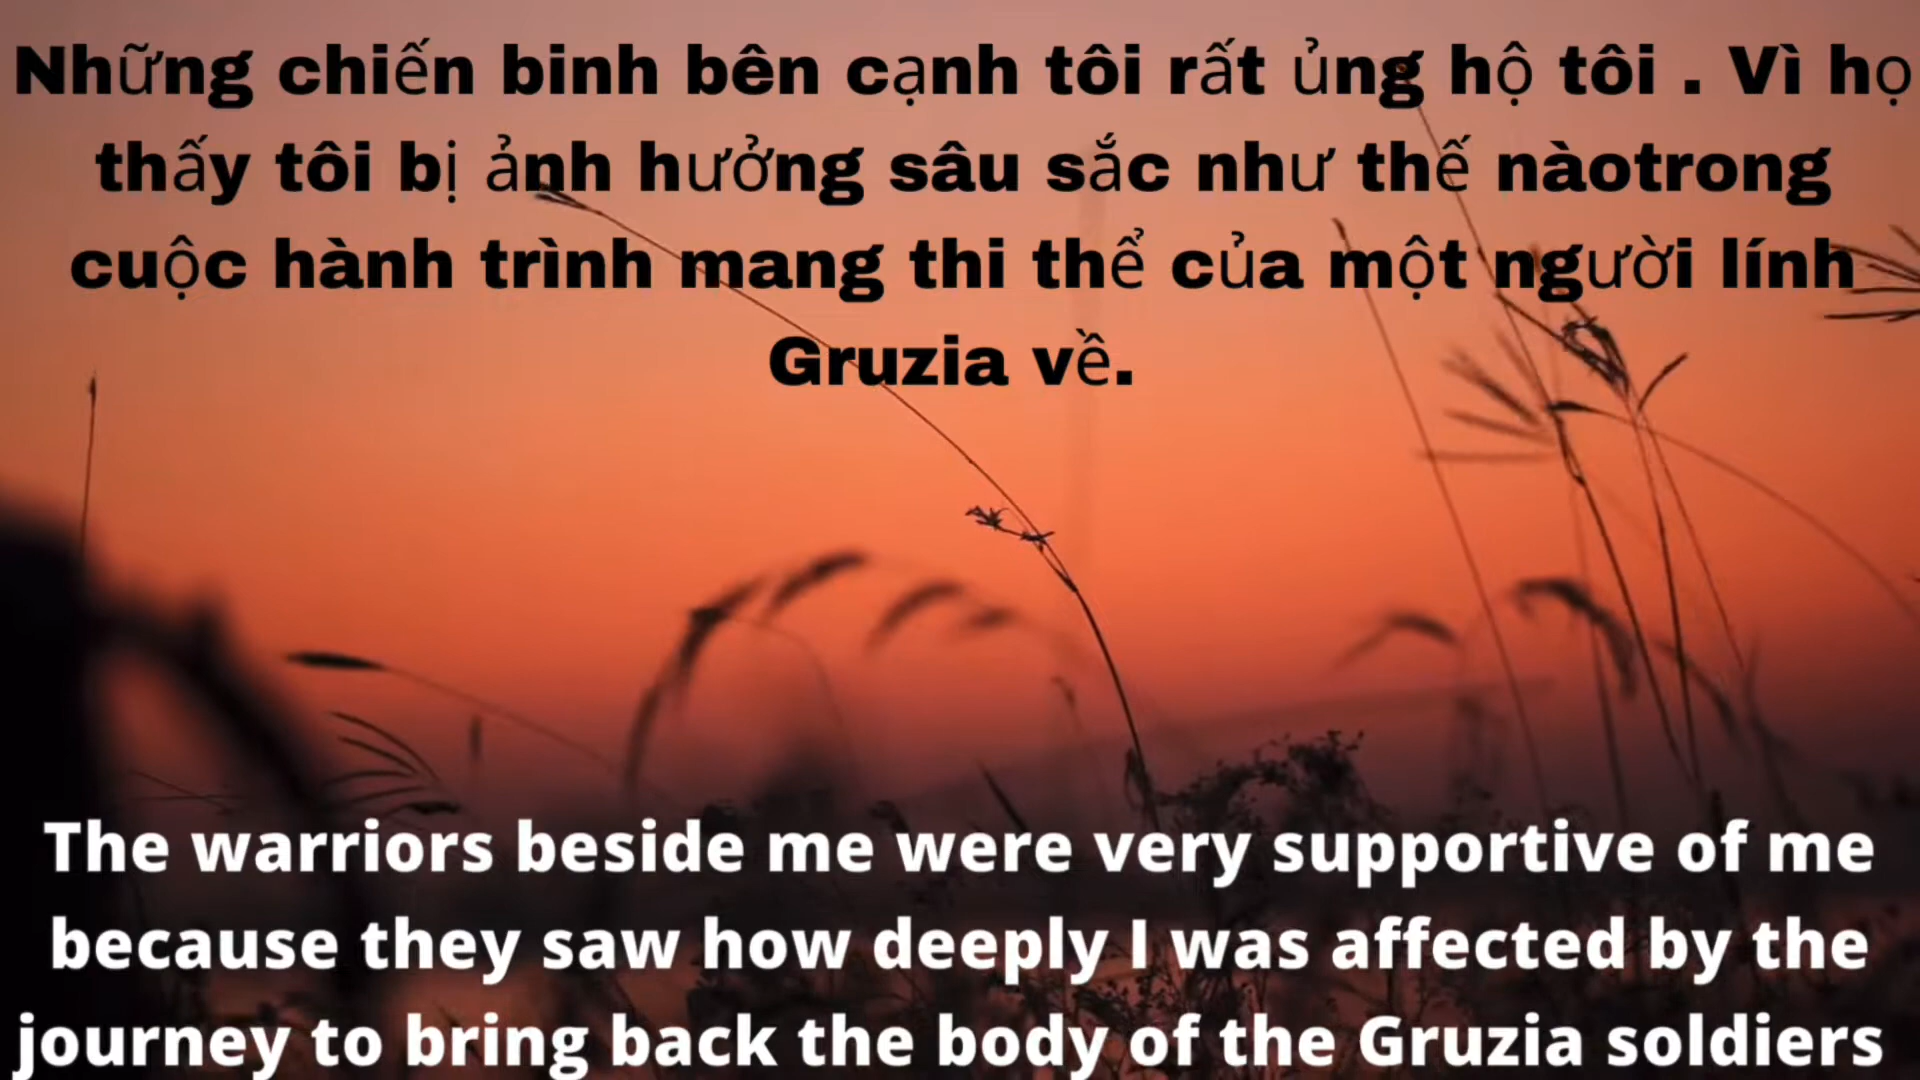 Những chiến binh bên cạnh tôi rất ủng hộ tôi . Vì họ
thấy tôi bị ảnh hưởng sâu sắc như thế nàotrong
cuộc hành trình mang thi thể của một người lính
Gruzia về.
The warriors beside me were very supportive of me
because they saw how deeply I was affected by the
journey to bring back the body of the Gruzia soldiers